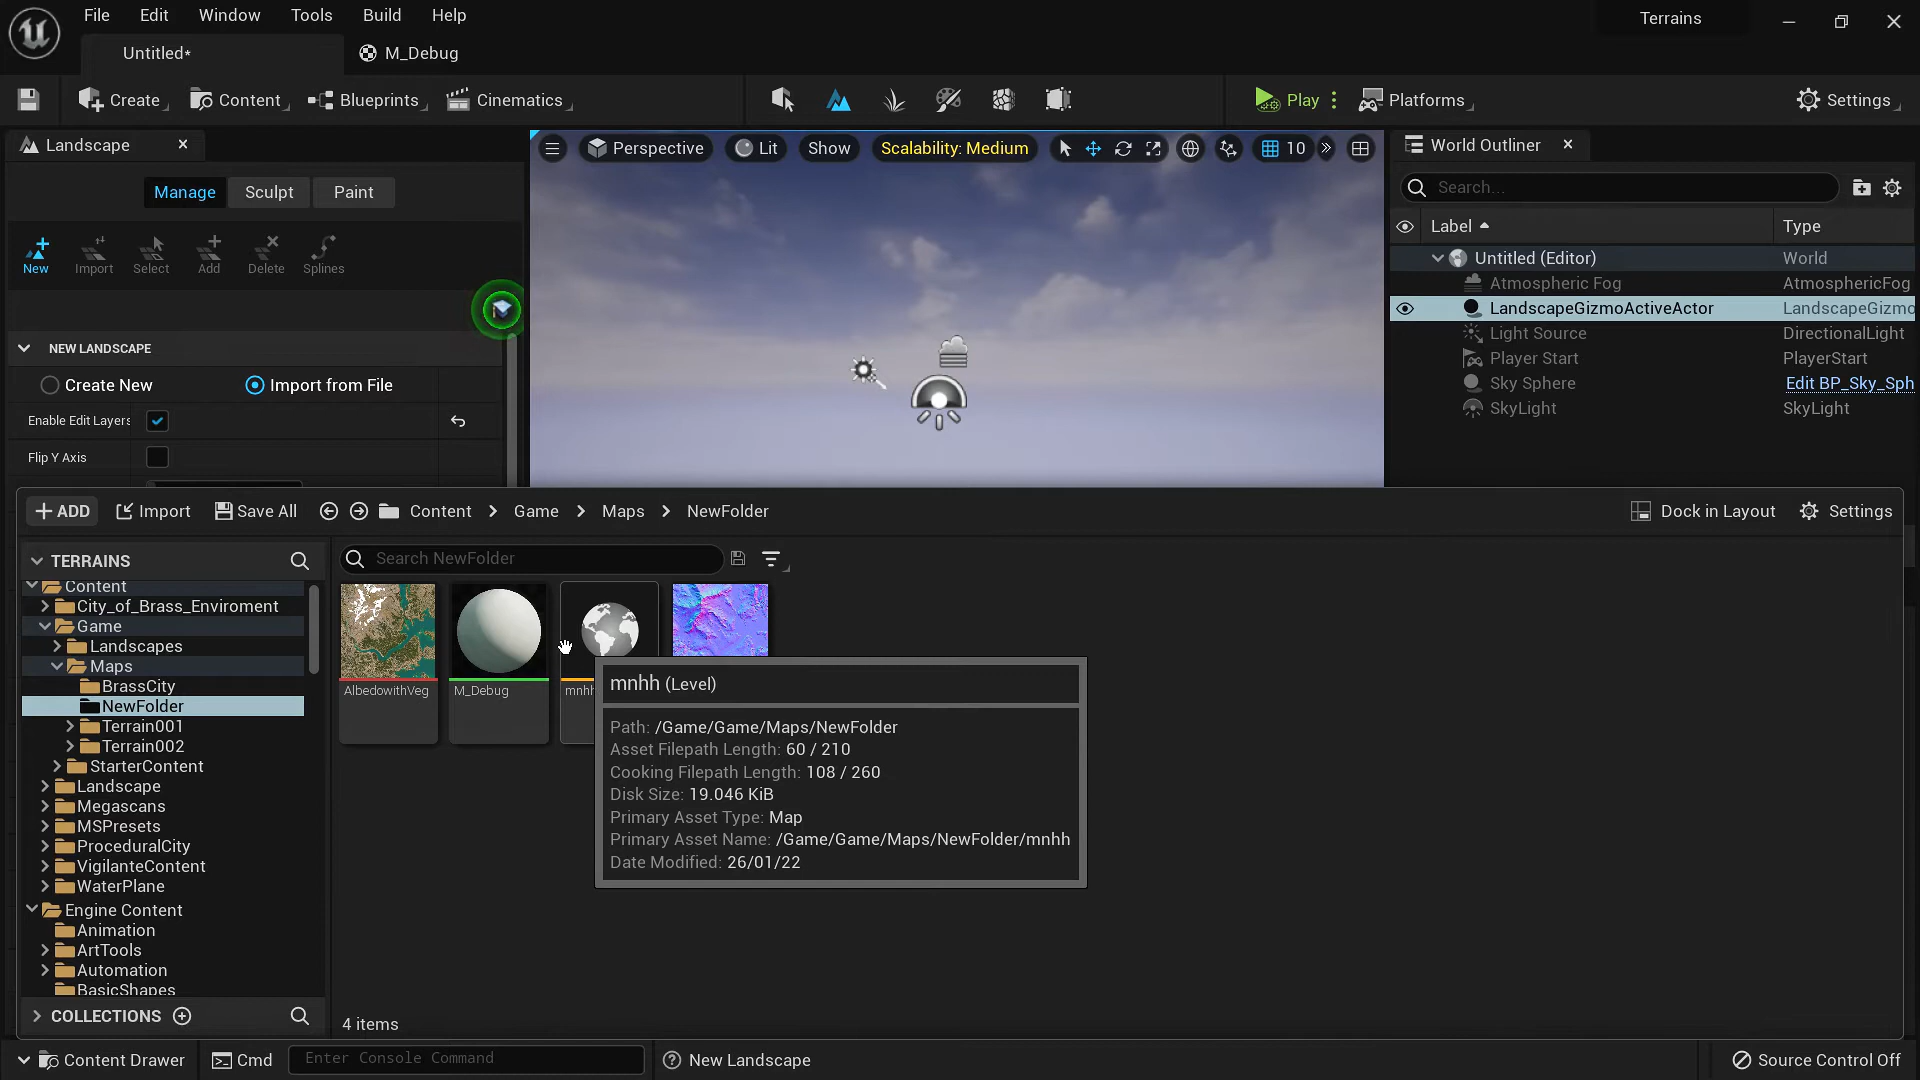 File Edit Window Tools Build Help
Terrains
Untitled*
M_Debug
Create Content Blueprints Cinematics
Play Platforms
Settings
Landscape
Manage Sculpt Paint
New Import Select Add Delete Splines
NEW LANDSCAPE
Create New Import from File
Enable Edit Layers
Flip Y Axis
Perspective Lit Show Scalability: Medium 10
World Outliner
Search...
Label Type
Untitled (Editor) World
Atmospheric Fog AtmosphericFog
LandscapeGizmoActiveActor LandscapeGizmo
Light Source DirectionalLight
Player Start PlayerStart
Sky Sphere Edit BP_Sky_Sph
SkyLight SkyLight
ADD Import Save All Content Game Maps NewFolder
Dock in Layout Settings
TERRAINS
Content
City_of_Brass_Enviroment
Game
Landscapes
Maps
BrassCity
NewFolder
Terrain001
Terrain002
StarterContent
Landscape
Megascans
MSPresets
ProceduralCity
VigilanteContent
WaterPlane
Engine Content
Animation
ArtTools
Automation
BasicShapes
COLLECTIONS
Search NewFolder
AlbedowithVeg
M_Debug
mnhh
mnhh (Level)
Path: /Game/Game/Maps/NewFolder
Asset Filepath Length: 60 / 210
Cooking Filepath Length: 108 / 260
Disk Size: 19.046 KiB
Primary Asset Type: Map
Primary Asset Name: /Game/Game/Maps/NewFolder/mnhh
Date Modified: 26/01/22
4 items
Content Drawer Cmd Enter Console Command New Landscape
Source Control Off